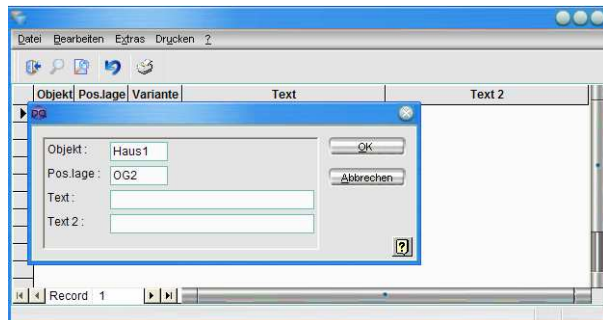 Datei Bearbeiten Extras Drucken ?
Objekt Pos.lage Variante Text Text 2
Objekt : Haus1
OK
Pos.lage : OG2
Abbrechen
Text :
Text 2 :
?
Record 1